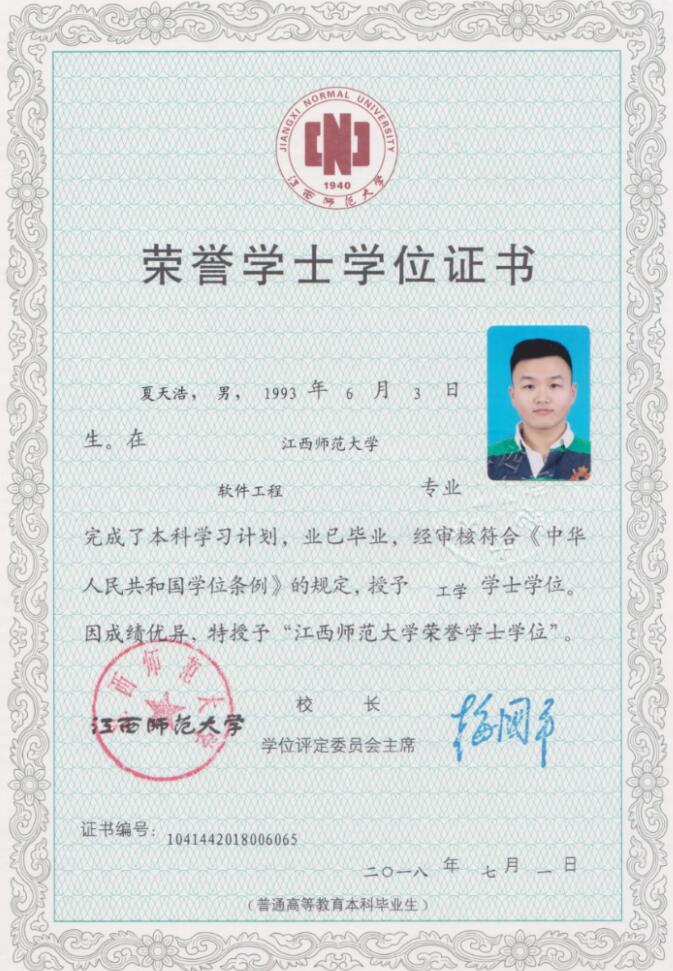 JIANGXI NORMAL UNIVERSITY
1940
江西师范大学
荣誉学士学位证书
夏天浩，男，1993 年 6 月 3 日
生。在 江西师范大学
软件工程 专业
完成了本科学习计划，业已毕业，经审核符合《中华
人民共和国学位条例》的规定，授予 工学 学士学位。
因成绩优异，特授予“江西师范大学荣誉学士学位”。
江西师范大学
江西师范大学
校 长
学位评定委员会主席
梅国平
证书编号：1041442018006065
二〇一八 年 七 月 一 日
（普通高等教育本科毕业生）